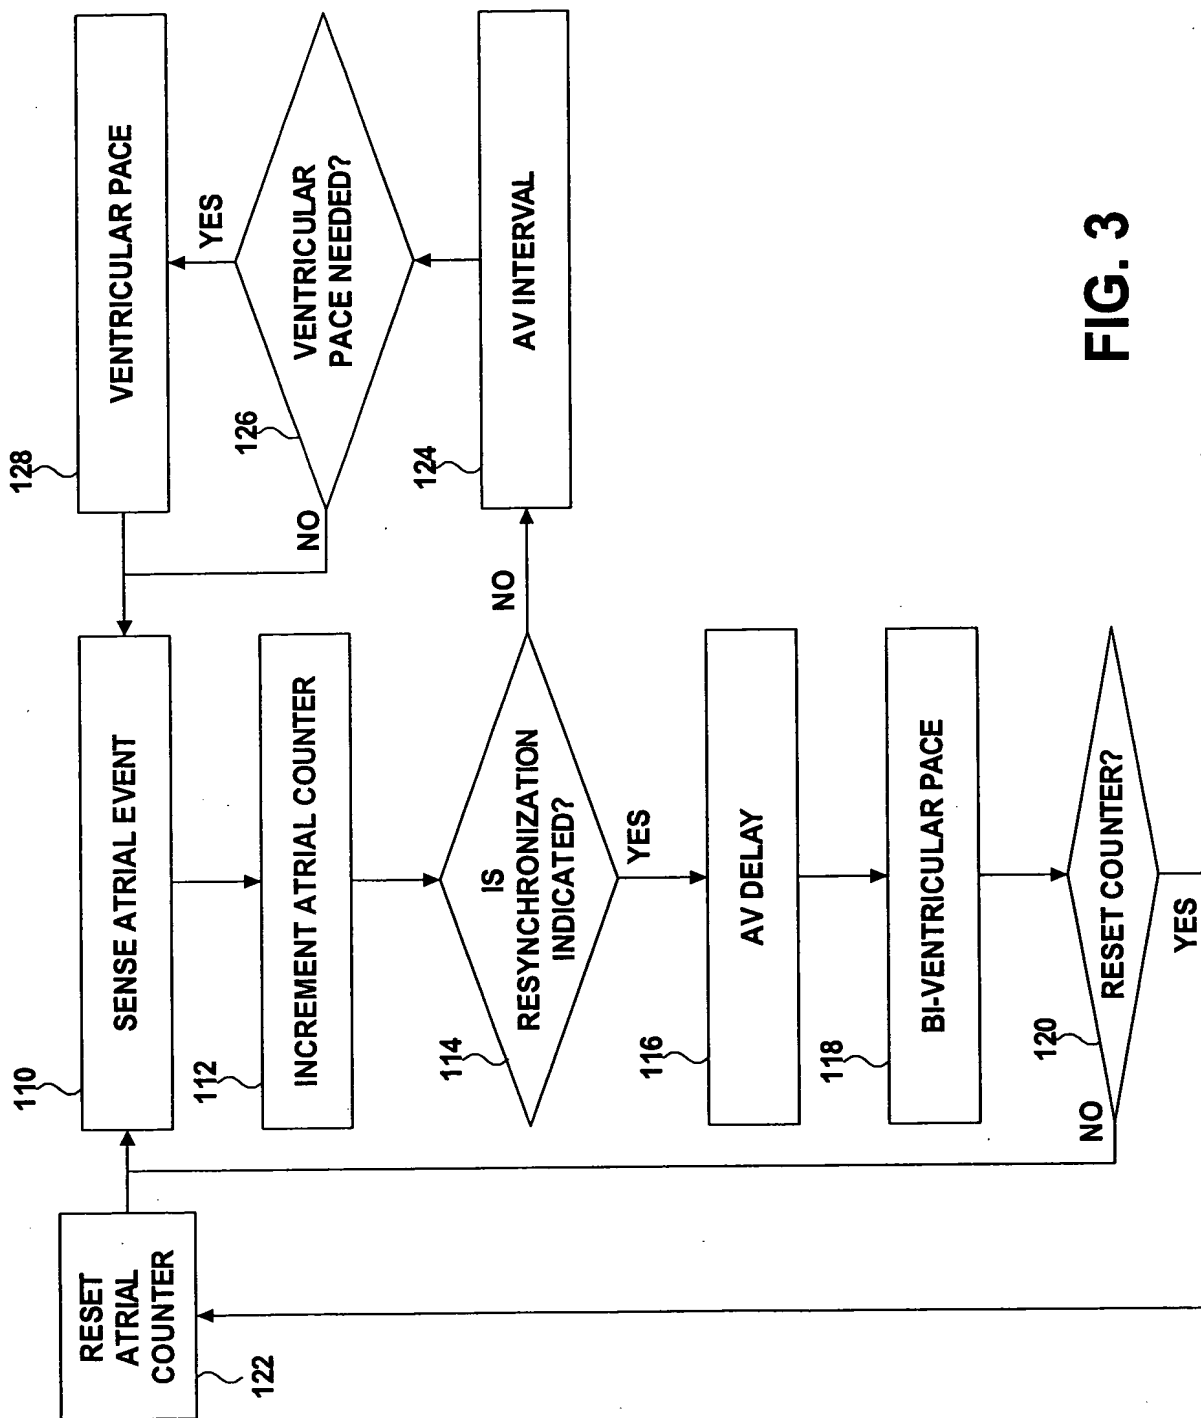 110
SENSE ATRIAL EVENT
112
INCREMENT ATRIAL COUNTER
114
IS
RESYNCHRONIZATION
INDICATED?
NO
YES
116
AV DELAY
118
BI-VENTRICULAR PACE
120
RESET COUNTER?
NO
YES
RESET
ATRIAL
COUNTER
122
128
VENTRICULAR PACE
YES
126
VENTRICULAR
PACE NEEDED?
NO
124
AV INTERVAL
FIG. 3